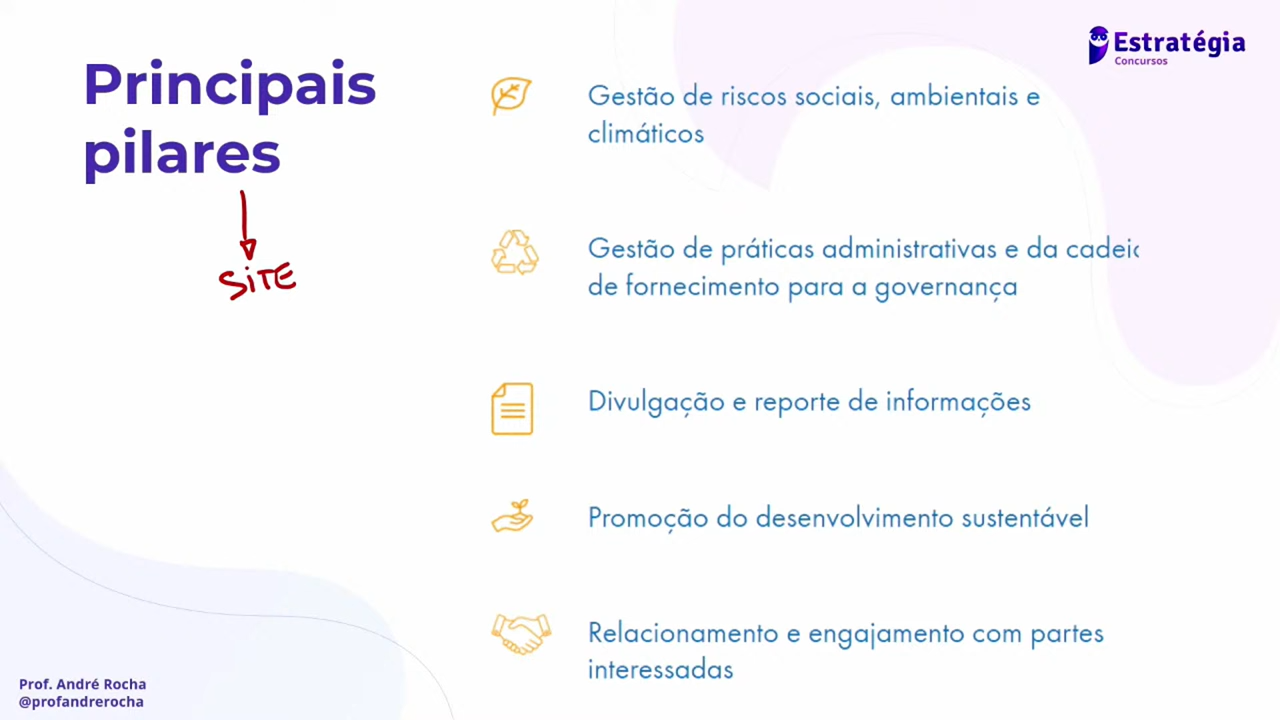 Principais
pilares
SITE
Estratégia
Concursos
Gestão de riscos sociais, ambientais e
climáticos
Gestão de práticas administrativas e da cadei
de fornecimento para a governança
Divulgação e reporte de informações
Promoção do desenvolvimento sustentável
Relacionamento e engajamento com partes
interessadas
Prof. André Rocha
@profandrerocha